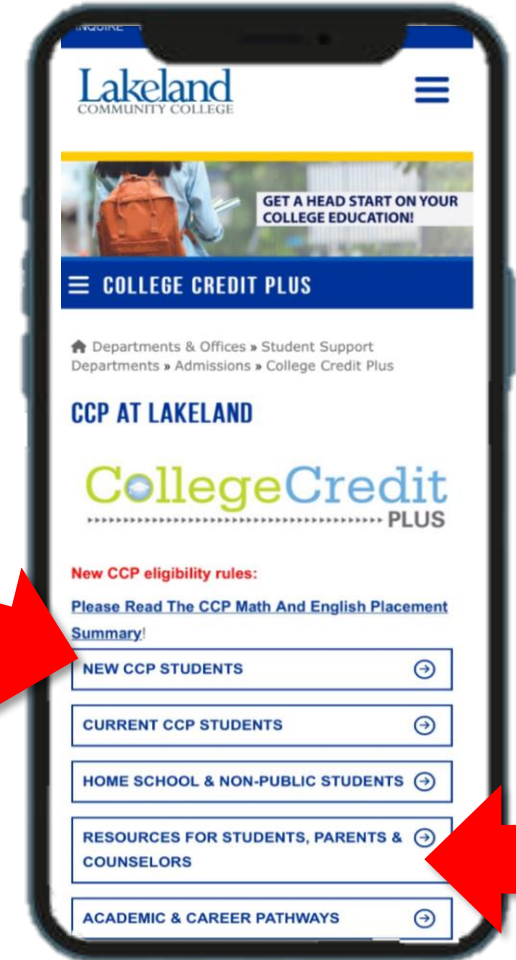 INQUIRE
Lakeland
COMMUNITY COLLEGE
GET A HEAD START ON YOUR
COLLEGE EDUCATION!
COLLEGE CREDIT PLUS
Departments & Offices » Student Support
Departments » Admissions » College Credit Plus
CCP AT LAKELAND
CollegeCredit
PLUS
New CCP eligibility rules:
Please Read The CCP Math And English Placement
Summary!
NEW CCP STUDENTS
CURRENT CCP STUDENTS
HOME SCHOOL & NON-PUBLIC STUDENTS
RESOURCES FOR STUDENTS, PARENTS &
COUNSELORS
ACADEMIC & CAREER PATHWAYS